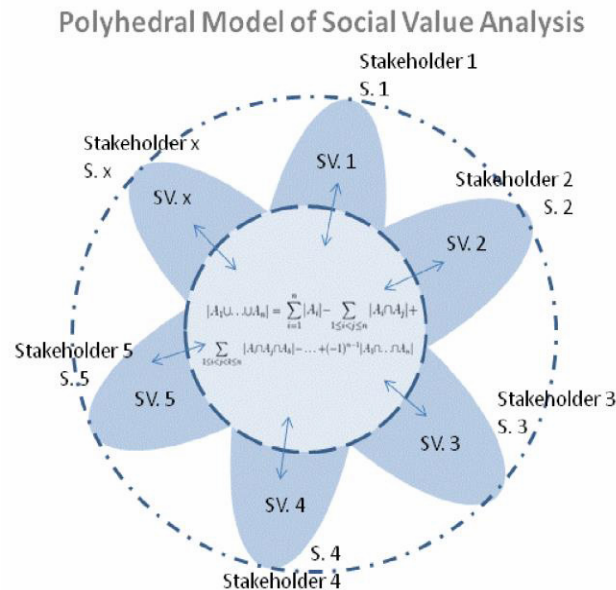 Polyhedral Model of Social Value Analysis
Stakeholder 1
S. 1
Stakeholder x
S. x
SV. 1
Stakeholder 2
S. 2
SV. x
SV. 2
|A₁∪…∪Aₙ| = ∑ⁿᵢ₌₁ |Aᵢ| − ∑₁≤ᵢ<ⱼ≤ₙ |Aᵢ∩Aⱼ| +
∑₁≤ᵢ<ⱼ<ₖ≤ₙ |Aᵢ∩Aⱼ∩Aₖ| − … + (−1)ⁿ⁻¹ |A₁∩…∩Aₙ|
Stakeholder 5
S. 5
SV. 5
Stakeholder 3
S. 3
SV. 3
SV. 4
S. 4
Stakeholder 4